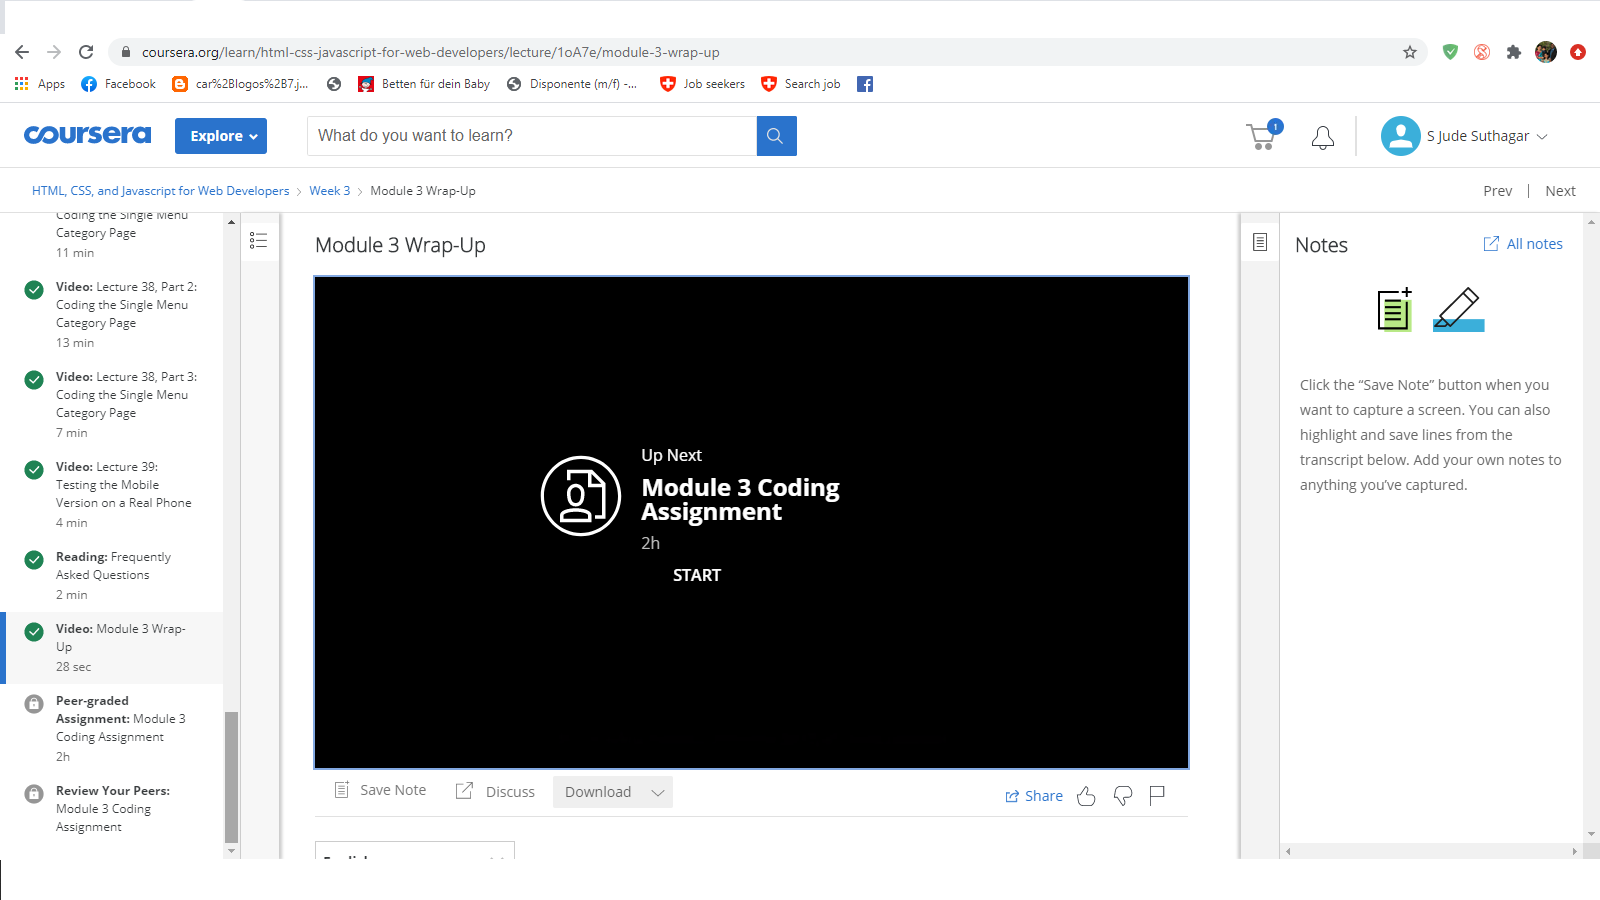 coursera.org/learn/html-css-javascript-for-web-developers/lecture/1oA7e/module-3-wrap-up
Apps
Facebook
car%2Blogos%2B7.j...
Betten für dein Baby
Disponente (m/f) -...
Job seekers
Search job
coursera
Explore
What do you want to learn?
1
S Jude Suthagar
HTML, CSS, and Javascript for Web Developers > Week 3 > Module 3 Wrap-Up
Prev | Next
Coding the Single Menu
Category Page
11 min
Video: Lecture 38, Part 2:
Coding the Single Menu
Category Page
13 min
Video: Lecture 38, Part 3:
Coding the Single Menu
Category Page
7 min
Video: Lecture 39:
Testing the Mobile
Version on a Real Phone
4 min
Reading: Frequently
Asked Questions
2 min
Video: Module 3 Wrap-
Up
28 sec
Peer-graded
Assignment: Module 3
Coding Assignment
2h
Review Your Peers:
Module 3 Coding
Assignment
Module 3 Wrap-Up
Up Next
Module 3 Coding
Assignment
2h
START
Save Note
Discuss
Download
Share
English
Notes
All notes
Click the “Save Note” button when you
want to capture a screen. You can also
highlight and save lines from the
transcript below. Add your own notes to
anything you’ve captured.